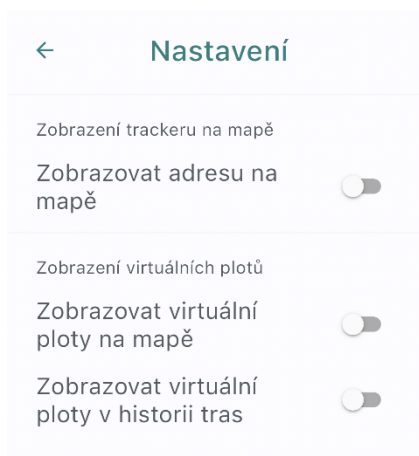 Nastavení
Zobrazení trackeru na mapě
Zobrazovat adresu na
mapě
Zobrazení virtuálních plotů
Zobrazovat virtuální
ploty na mapě
Zobrazovat virtuální
ploty v historii tras